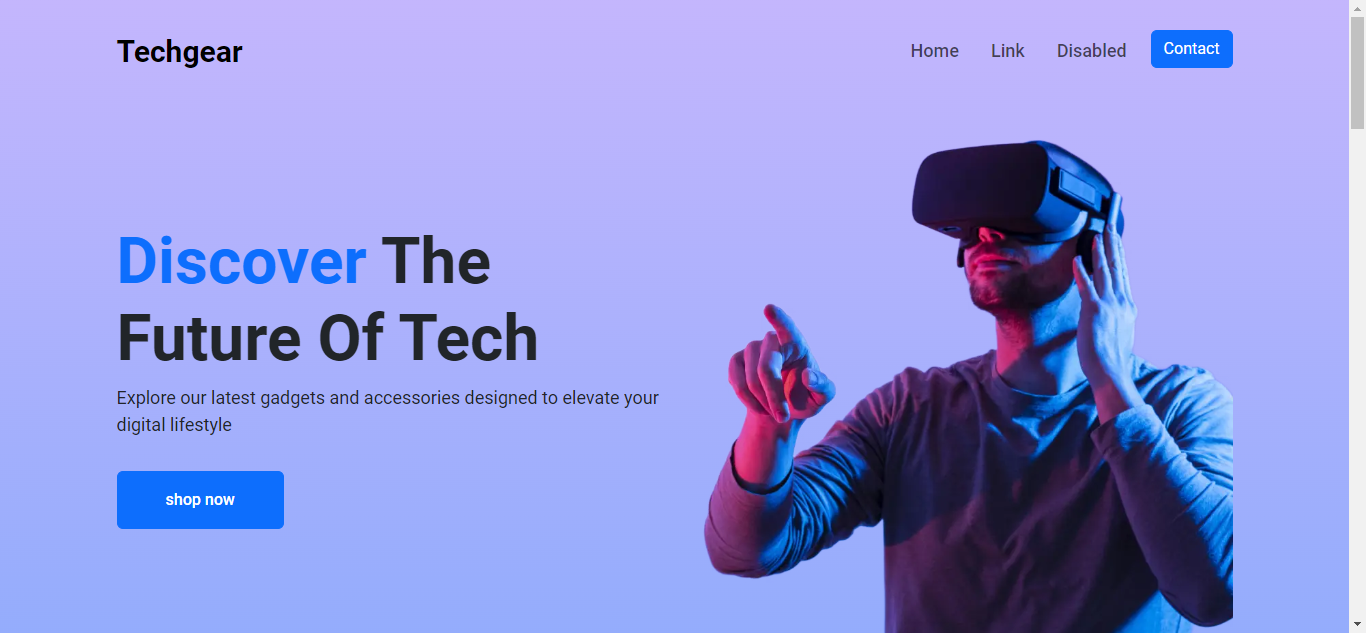 Techgear
Home Link Disabled Contact
Discover The
Future Of Tech
Explore our latest gadgets and accessories designed to elevate your
digital lifestyle
shop now